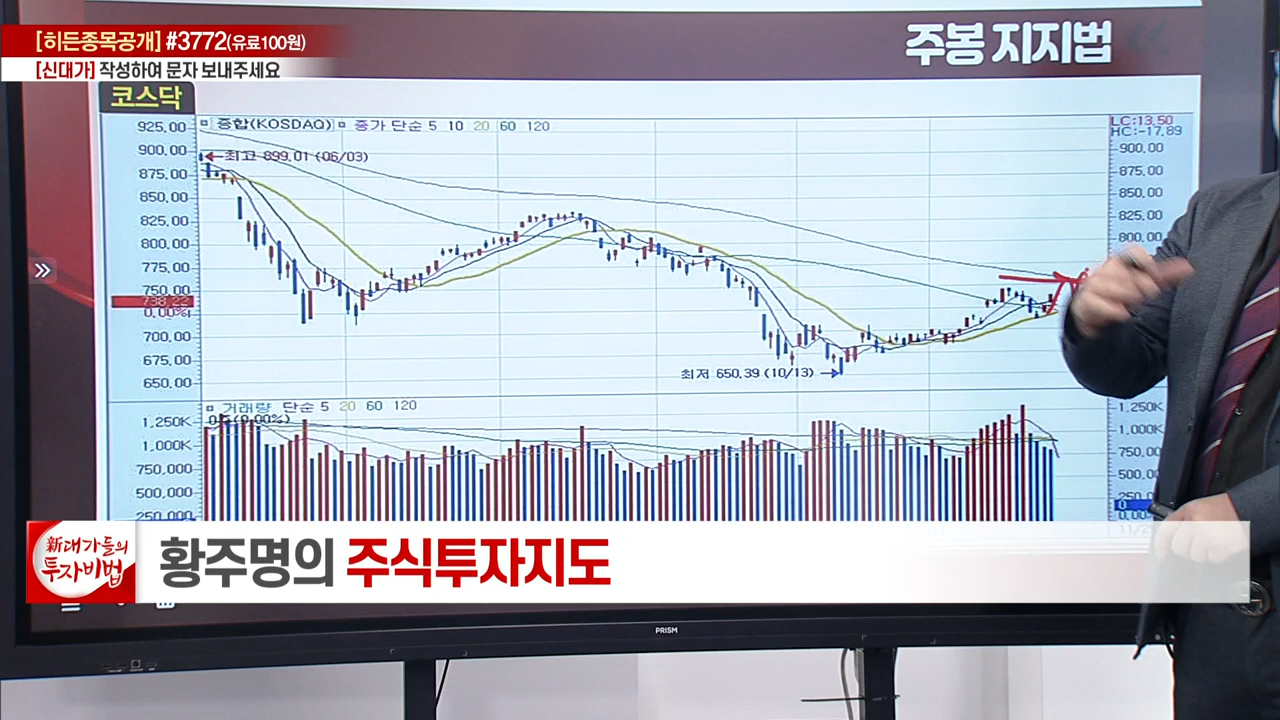 [히든종목공개] #3772(유료100원)
[신대가] 작성하여 문자 보내주세요
주봉 지지법
코스닥
종합(KOSDAQ) 종가 단순 5 10 20 60 120
LC:13.50
HC:-17.89
925.00
900.00
875.00
850.00
825.00
800.00
775.00
750.00
738.22
0.00%
700.00
675.00
650.00
최고 899.01 (06/03)
최저 650.39 (10/13)
900.00
875.00
850.00
825.00
800.00
거래량 단순 5 20 60 120
1,250K
1,000K
750,000
500,000
250,000
1,250K
1,000K
750,00
500,00
新대가들의
투자비법
황주명의 주식투자지도
PRISM